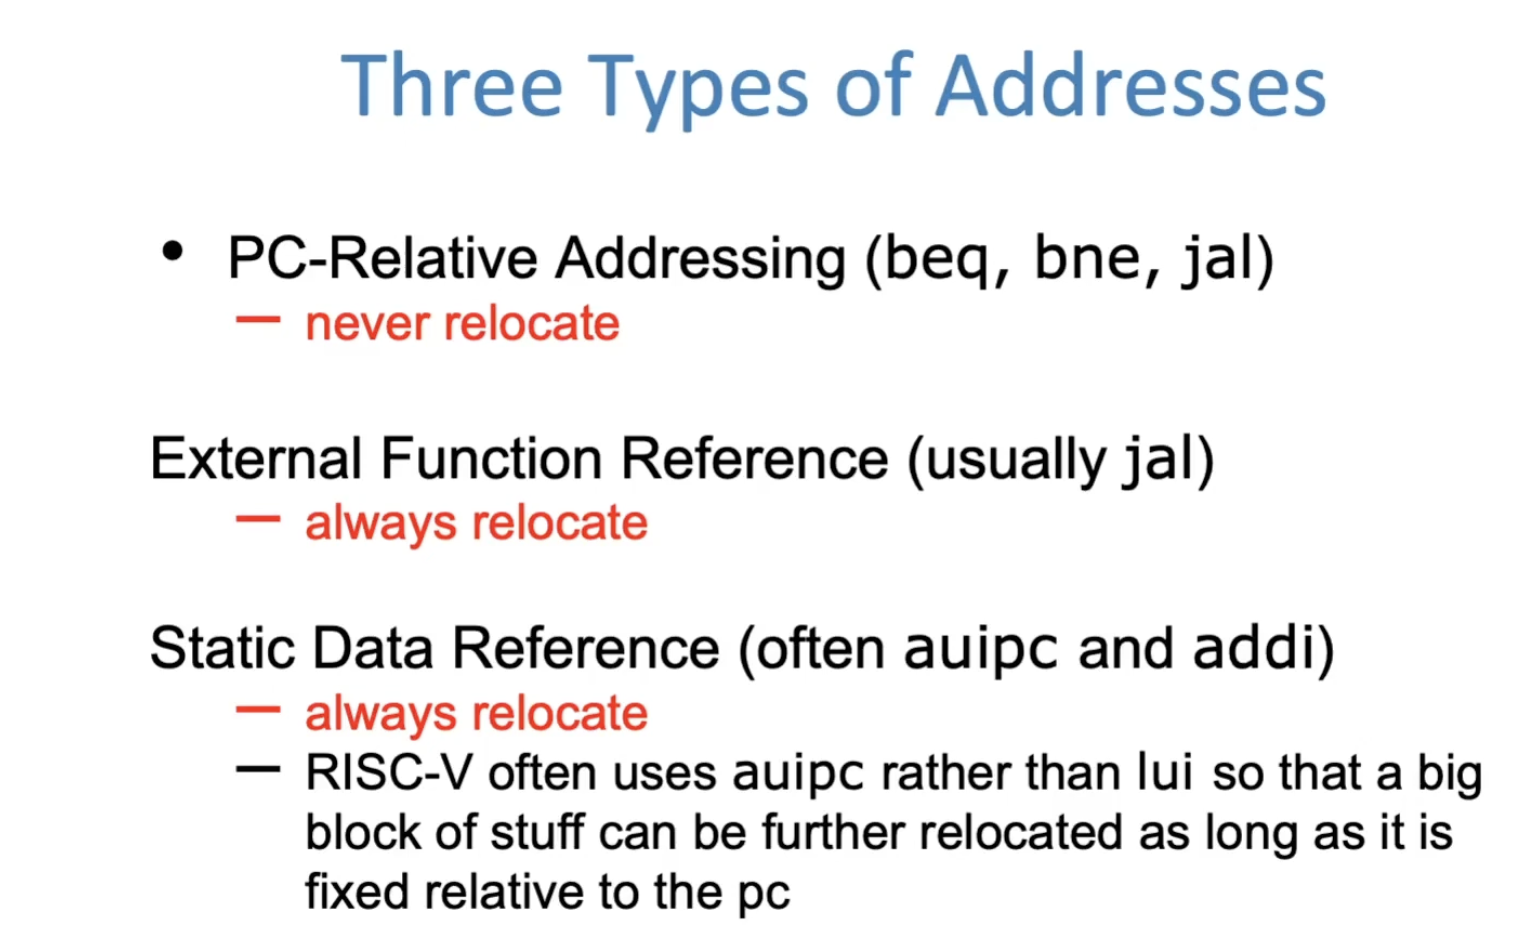 Three Types of Addresses
• PC-Relative Addressing (beq, bne, jal)
— never relocate
External Function Reference (usually jal)
— always relocate
Static Data Reference (often auipc and addi)
— always relocate
— RISC-V often uses auipc rather than lui so that a big
block of stuff can be further relocated as long as it is
fixed relative to the pc